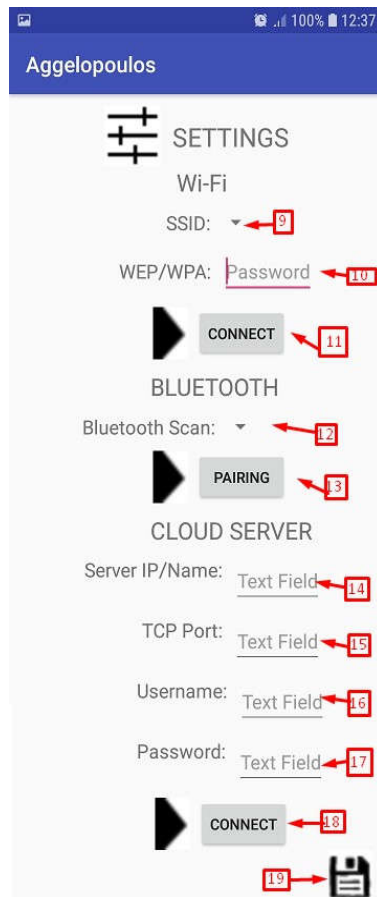 100% 12:37
Aggelopoulos
SETTINGS
Wi-Fi
SSID: 9
WEP/WPA: Password 10
CONNECT 11
BLUETOOTH
Bluetooth Scan: 12
PAIRING 13
CLOUD SERVER
Server IP/Name: Text Field 14
TCP Port: Text Field 15
Username: Text Field 16
Password: Text Field 17
CONNECT 18
19